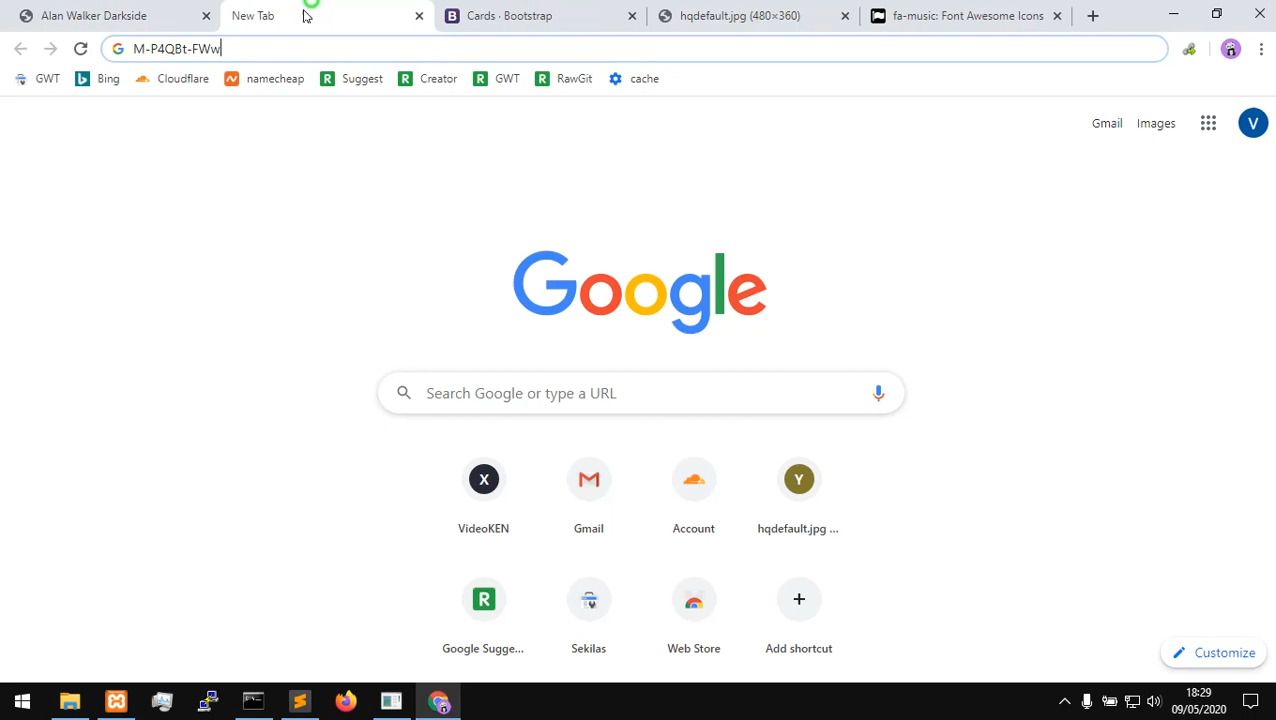 Alan Walker Darkside
New Tab
Cards · Bootstrap
hqdefault.jpg (480×360)
fa-music: Font Awesome Icons
M-P4QBt-FWw
GWT
Bing
Cloudflare
namecheap
Suggest
Creator
GWT
RawGit
cache
Gmail
Images
V
Google
Search Google or type a URL
X
Y
VideoKEN
Gmail
Account
hqdefault.jpg ...
R
Google Sugge...
Sekilas
Web Store
Add shortcut
Customize
18:29
09/05/2020